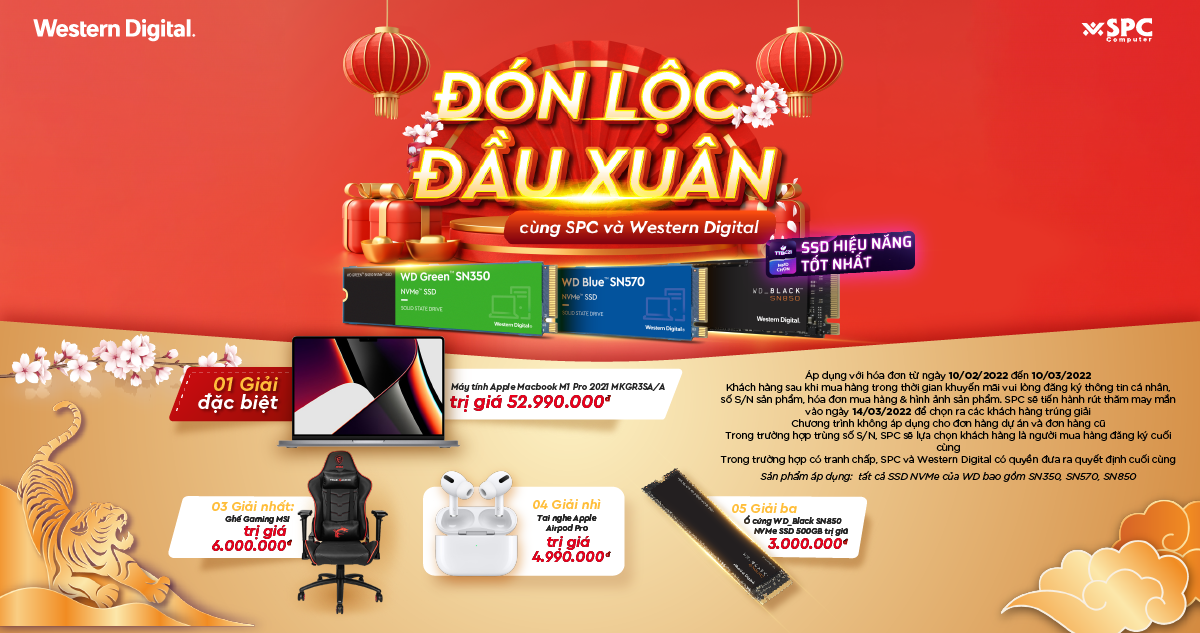 Western Digital.
SPC
Computer
ĐÓN LỘC
ĐẦU XUÂN
cùng SPC và Western Digital
SSD HIỆU NĂNG
TỐT NHẤT
WD Green™ SN350
NVMe™ SSD
SOLID STATE DRIVE
Western Digital.
WD Blue™ SN570
NVMe™ SSD
SOLID STATE DRIVE
Western Digital.
WD_BLACK
SN850
Western Digital.
01 Giải
đặc biệt
Máy tính Apple Macbook M1 Pro 2021 MKGR3SA/A
trị giá 52.990.000đ
Áp dụng với hóa đơn từ ngày 10/02/2022 đến 10/03/2022
Khách hàng sau khi mua hàng trong thời gian khuyến mãi vui lòng đăng ký thông tin cá nhân,
số S/N sản phẩm, hóa đơn mua hàng & hình ảnh sản phẩm. SPC sẽ tiến hành rút thăm may mắn
vào ngày 14/03/2022 để chọn ra các khách hàng trúng giải
Chương trình không áp dụng cho đơn hàng dự án và đơn hàng cũ
Trong trường hợp trùng số S/N, SPC sẽ lựa chọn khách hàng là người mua hàng đăng ký cuối
cùng
Trong trường hợp có tranh chấp, SPC và Western Digital có quyền đưa ra quyết định cuối cùng
Sản phẩm áp dụng: tất cả SSD NVMe của WD bao gồm SN350, SN570, SN850
03 Giải nhất:
Ghế Gaming MSI
trị giá
6.000.000đ
04 Giải nhì
Tai nghe Apple
Airpod Pro
trị giá
4.990.000đ
05 Giải ba
Ổ cứng WD_Black SN850
NVMe SSD 500GB trị giá
3.000.000đ
WD_BLACK